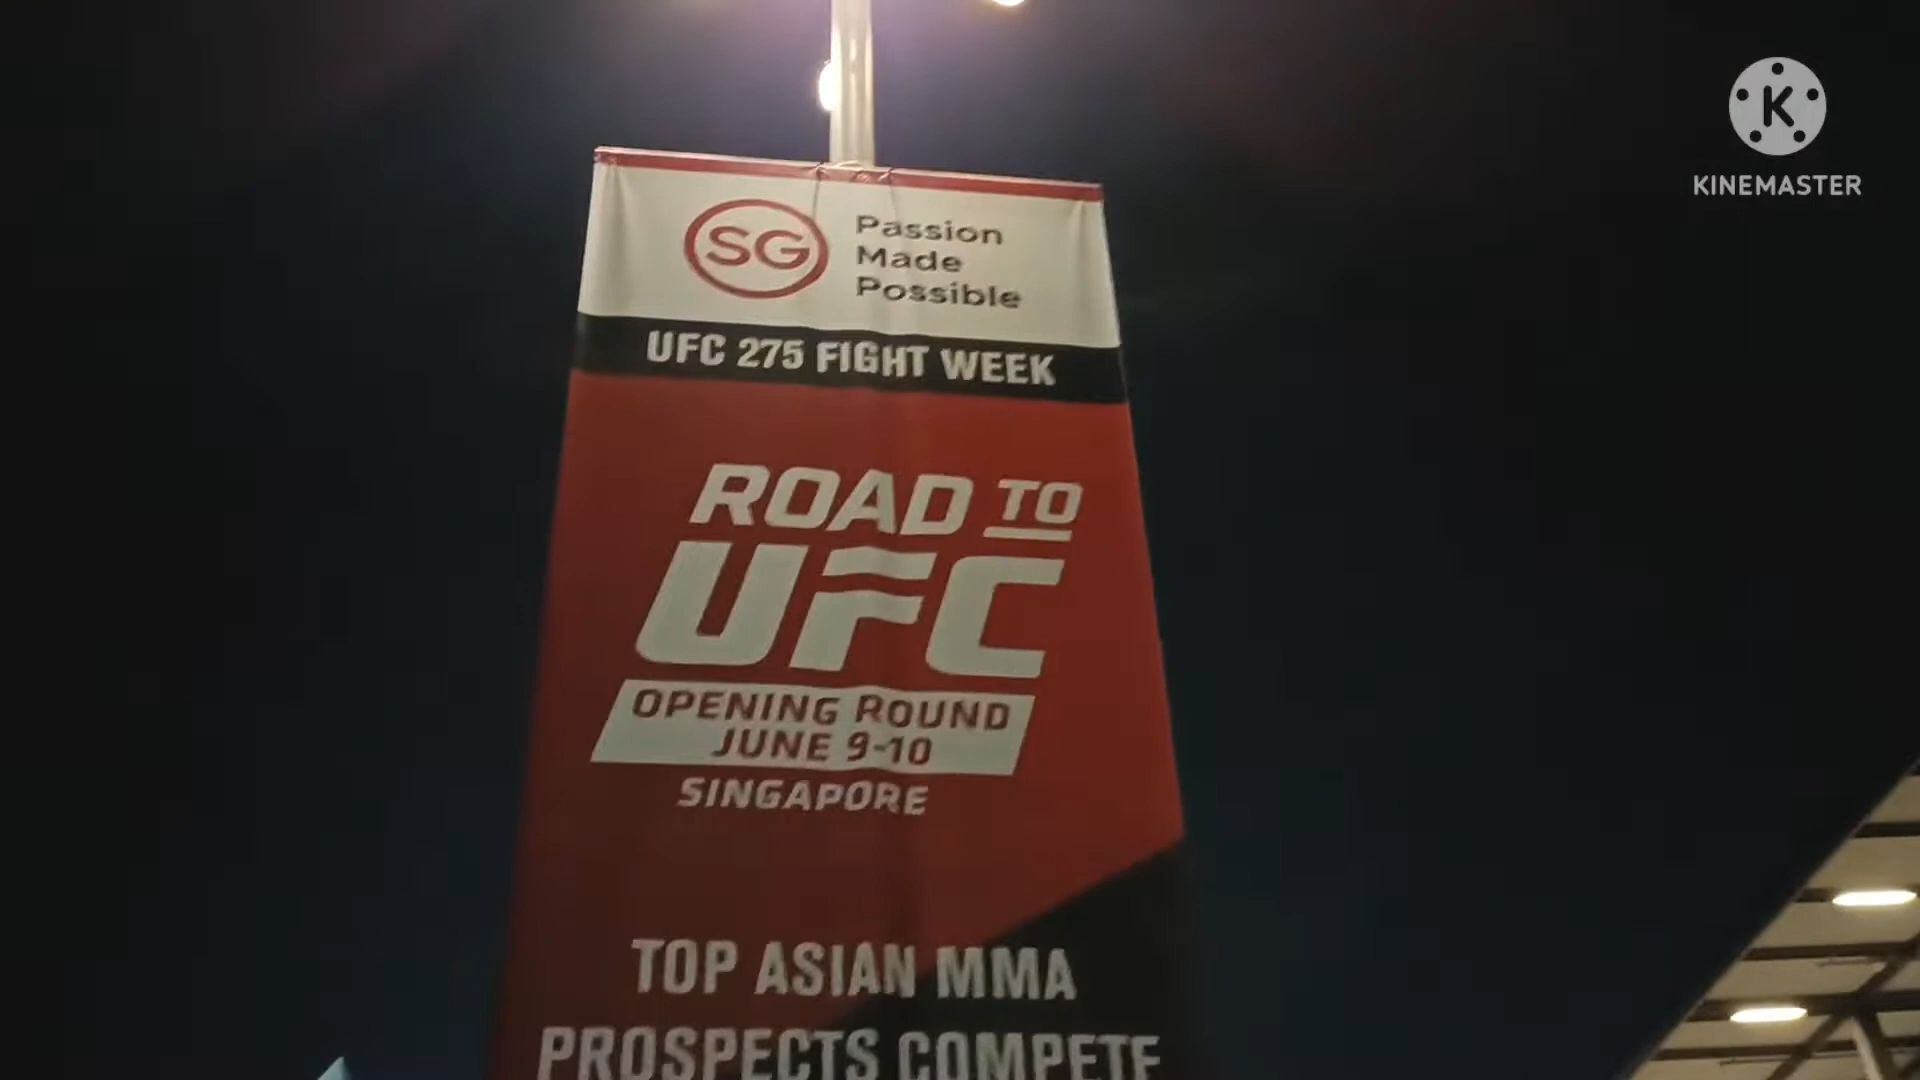 K
KINEMASTER
SG
Passion
Made
Possible
UFC 275 FIGHT WEEK
ROAD TO
UFC
OPENING ROUND
JUNE 9-10
SINGAPORE
TOP ASIAN MMA
PROSPECTS COMPETE